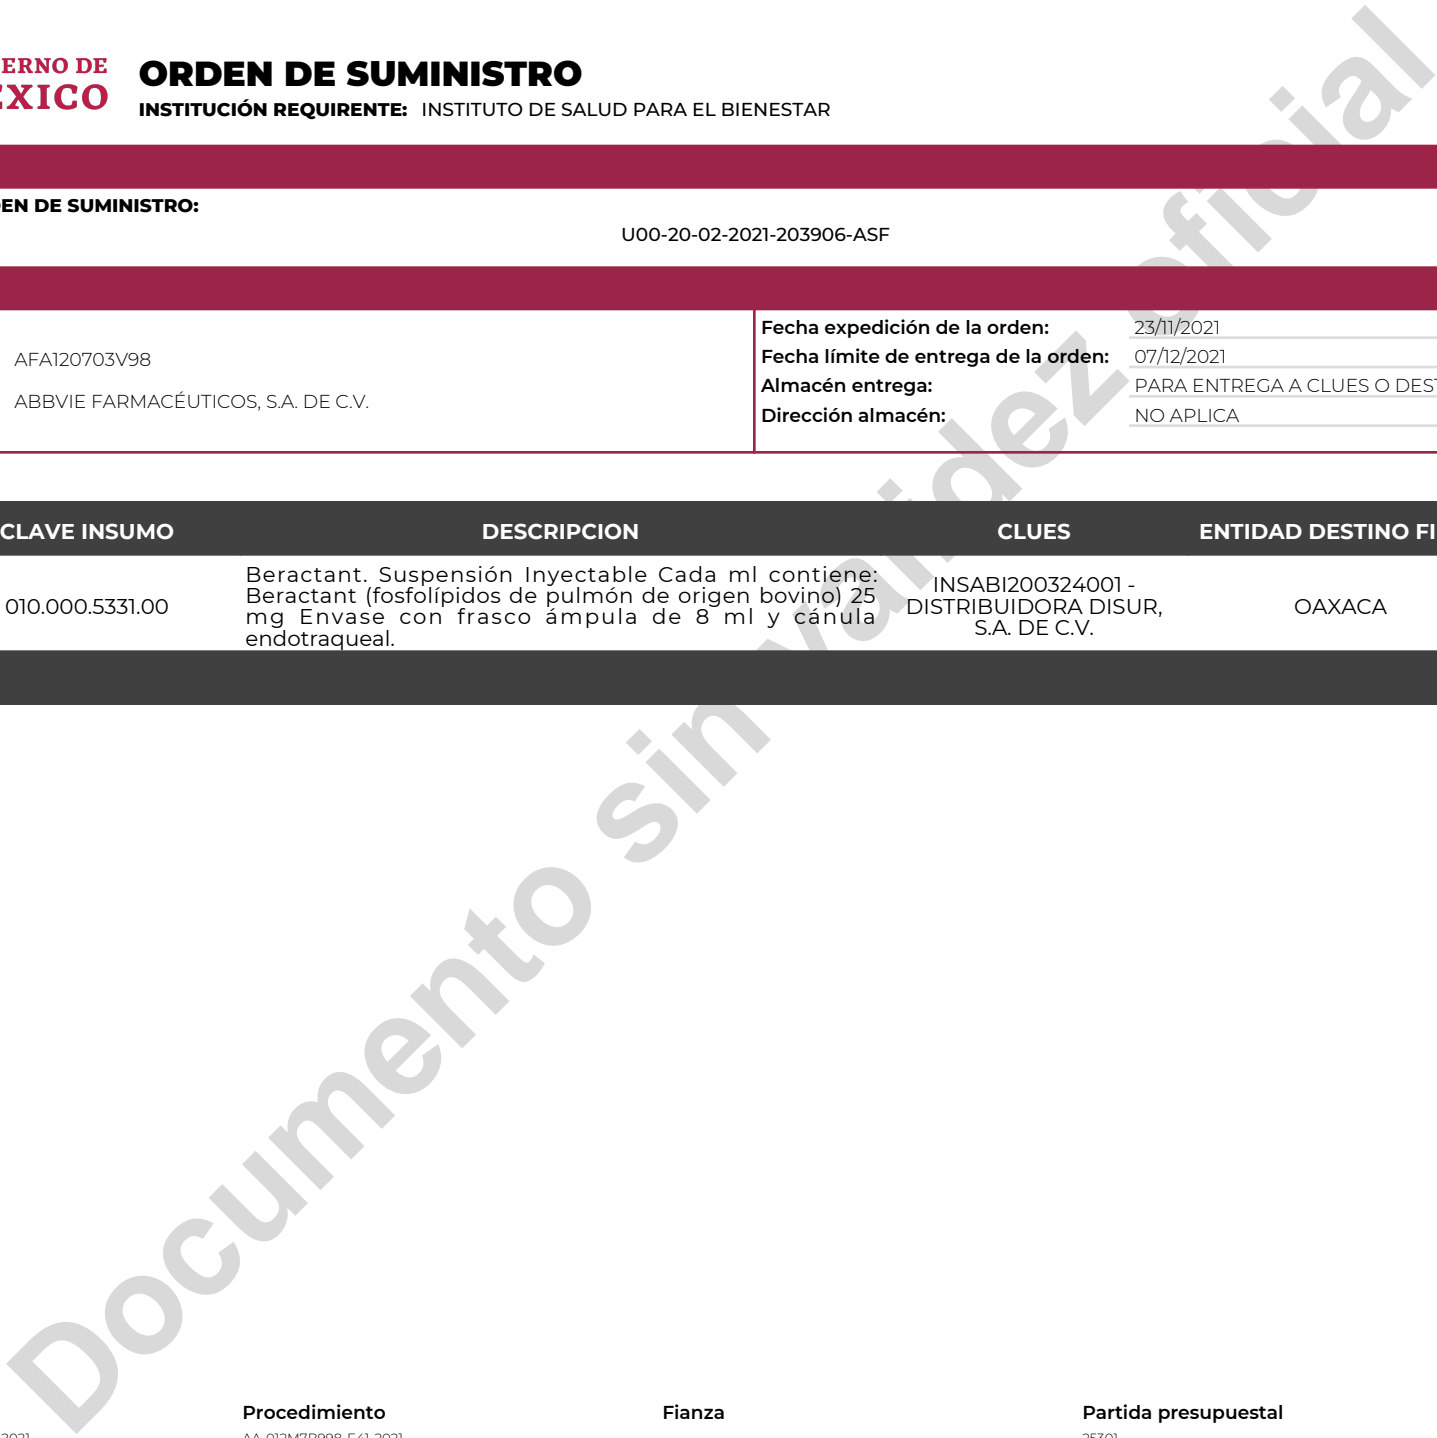 ERNO DE
EXICO
ORDEN DE SUMINISTRO
INSTITUCIÓN REQUIRENTE: INSTITUTO DE SALUD PARA EL BIENESTAR
EN DE SUMINISTRO:
U00-20-02-2021-203906-ASF
AFA120703V98
ABBVIE FARMACÉUTICOS, S.A. DE C.V.
Fecha expedición de la orden: 23/11/2021
Fecha límite de entrega de la orden: 07/12/2021
Almacén entrega: PARA ENTREGA A CLUES O DEST
Dirección almacén: NO APLICA
CLAVE INSUMO DESCRIPCION CLUES ENTIDAD DESTINO FI
010.000.5331.00
Beractant. Suspensión Inyectable Cada ml contiene:
Beractant (fosfolípidos de pulmón de origen bovino) 25
mg Envase con frasco ámpula de 8 ml y cánula
endotraqueal.
INSABI200324001 -
DISTRIBUIDORA DISUR,
S.A. DE C.V.
OAXACA
Documento sin validez oficial
Procedimiento Fianza Partida presupuestal